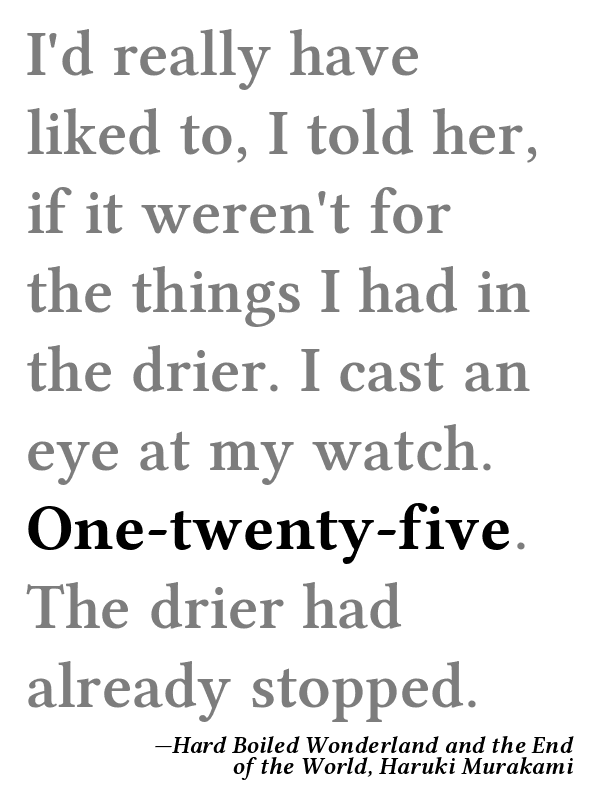 I'd really have
liked to, I told her,
if it weren't for
the things I had in
the drier. I cast an
eye at my watch.
One-twenty-five.
The drier had
already stopped.
—Hard Boiled Wonderland and the End
of the World, Haruki Murakami